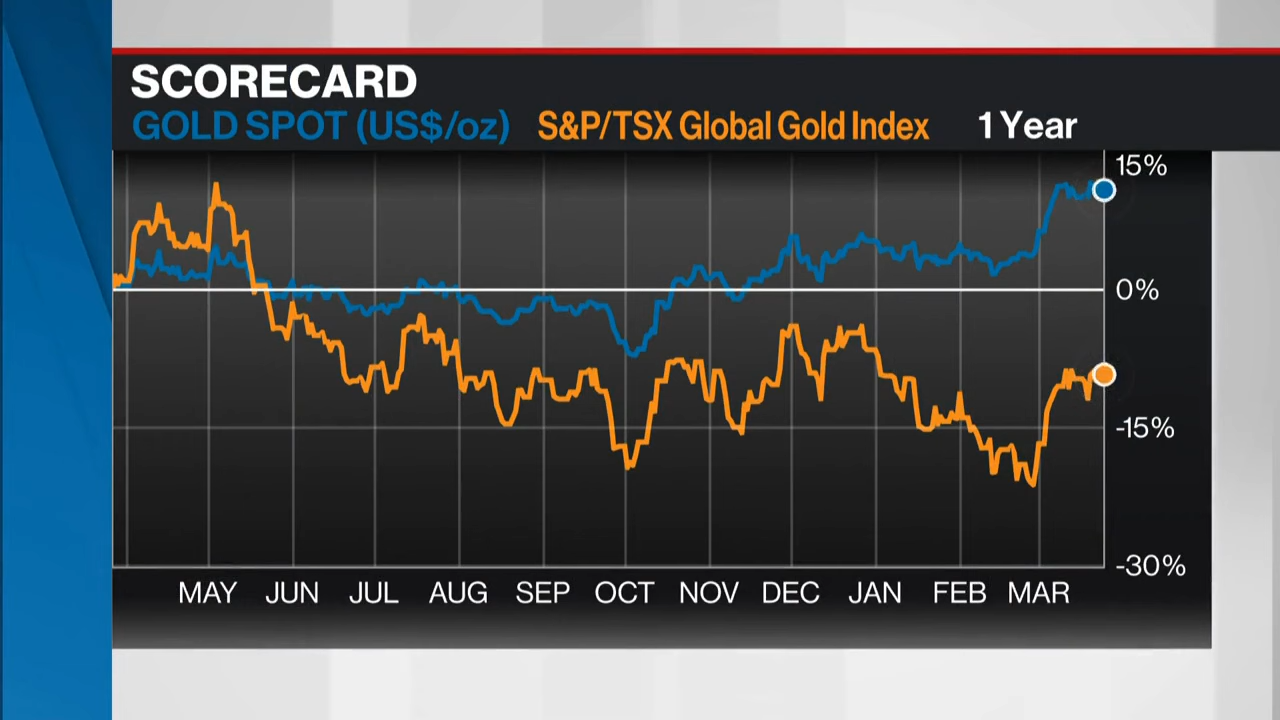 SCORECARD
GOLD SPOT (US$/oz) S&P/TSX Global Gold Index 1 Year
15%
0%
-15%
-30%
MAY JUN JUL AUG SEP OCT NOV DEC JAN FEB MAR